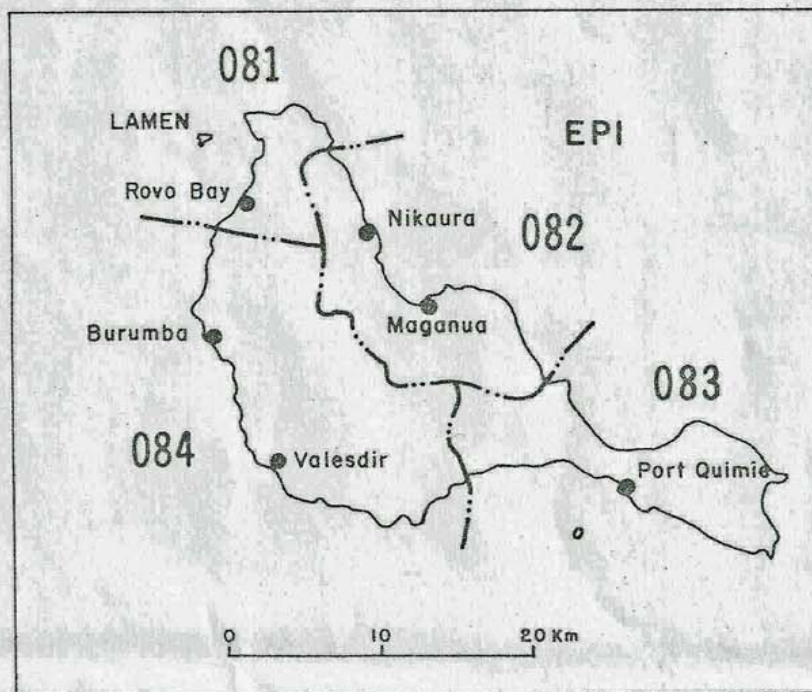 081
LAMEN
EPI
Rovo Bay
Nikaura
082
Maganua
Burumba
083
084
Valesdir
Port Quimie
0 10 20 Km